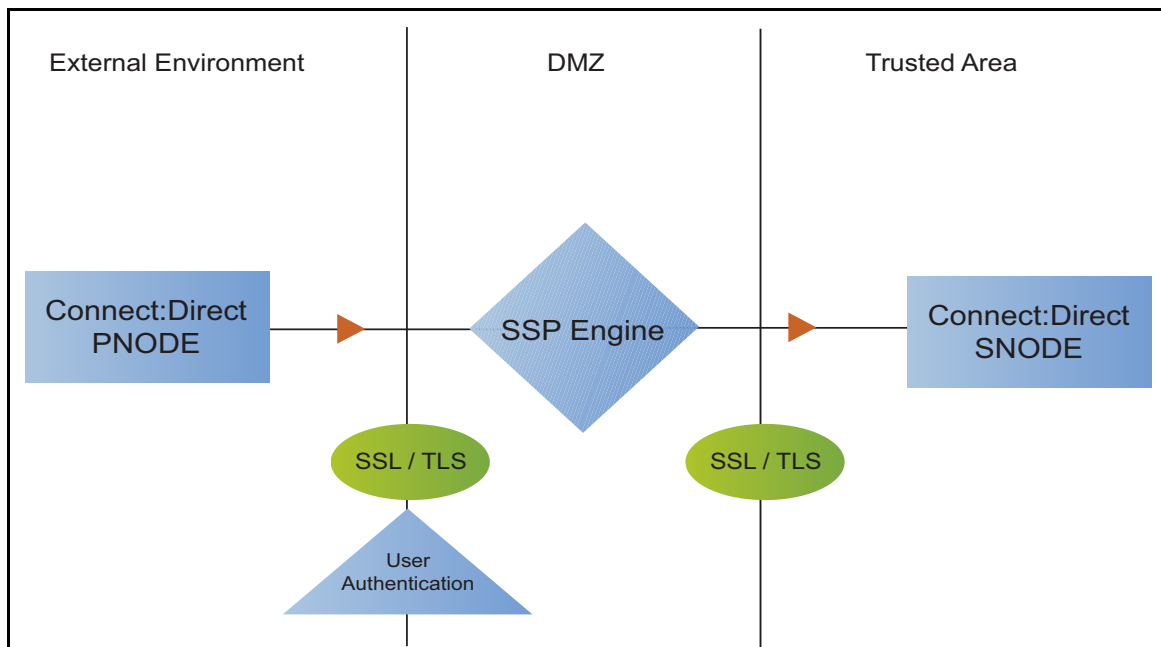 External Environment
DMZ
Trusted Area
Connect:Direct
PNODE
SSP Engine
Connect:Direct
SNODE
SSL / TLS
SSL / TLS
User
Authentication